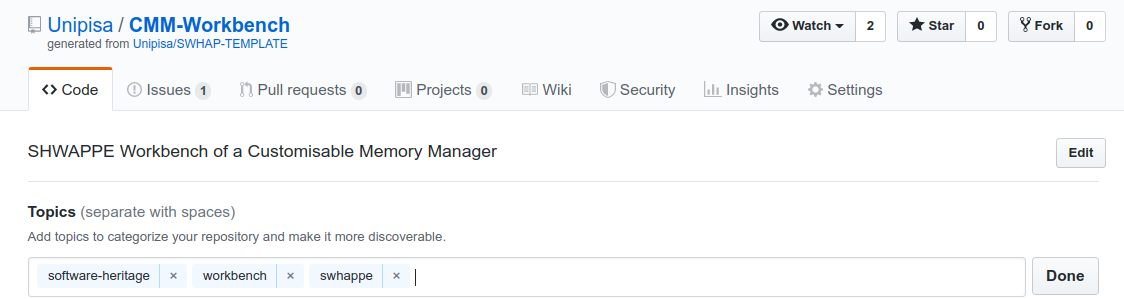 Unipisa / CMM-Workbench
generated from Unipisa/SWHAP-TEMPLATE
Watch 2 Star 0 Fork 0
Code Issues 1 Pull requests 0 Projects 0 Wiki Security Insights Settings
SHWAPPE Workbench of a Customisable Memory Manager
Edit
Topics (separate with spaces)
Add topics to categorize your repository and make it more discoverable.
software-heritage × workbench × swhappe × Done